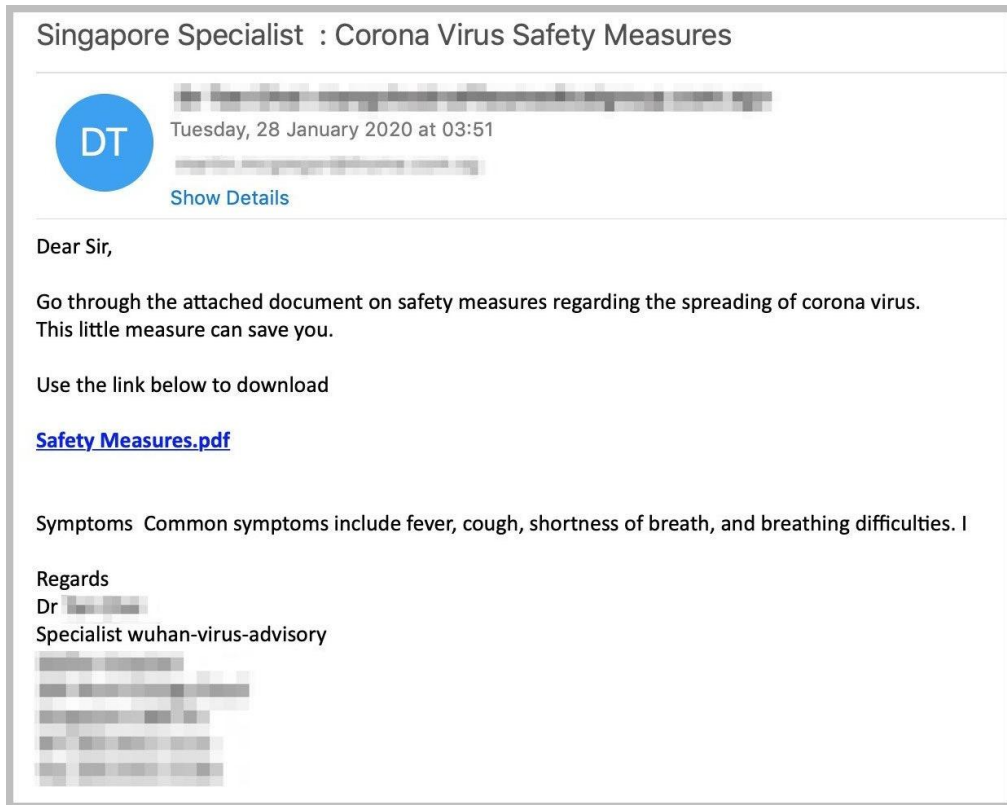 Singapore Specialist : Corona Virus Safety Measures
DT
Tuesday, 28 January 2020 at 03:51
Show Details
Dear Sir,
Go through the attached document on safety measures regarding the spreading of corona virus.
This little measure can save you.
Use the link below to download
Safety Measures.pdf
Symptoms Common symptoms include fever, cough, shortness of breath, and breathing difficulties. I
Regards
Dr
Specialist wuhan-virus-advisory